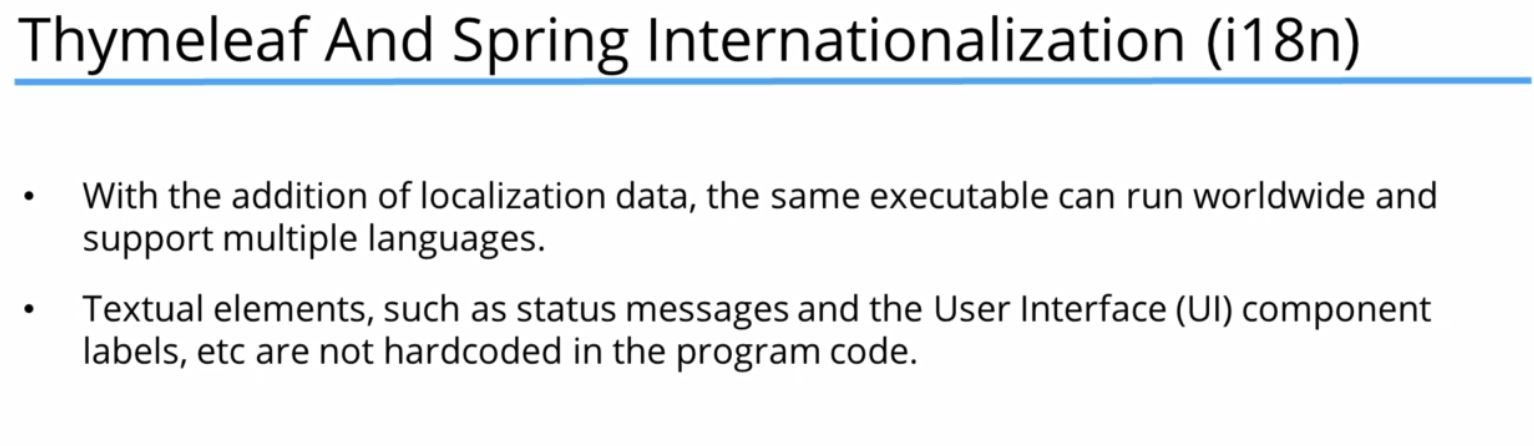 Thymeleaf And Spring Internationalization (i18n)
• With the addition of localization data, the same executable can run worldwide and
support multiple languages.
• Textual elements, such as status messages and the User Interface (UI) component
labels, etc are not hardcoded in the program code.